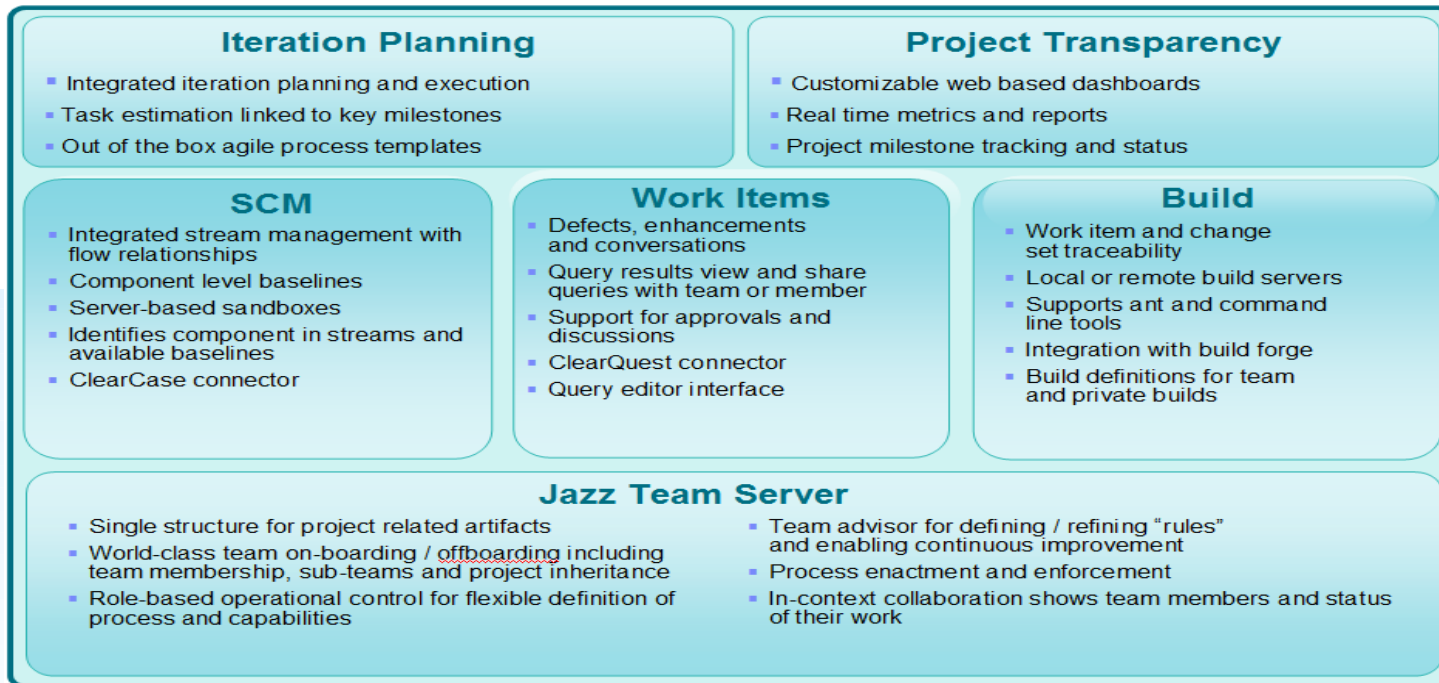 Iteration Planning
Integrated iteration planning and execution
Task estimation linked to key milestones
Out of the box agile process templates
Project Transparency
Customizable web based dashboards
Real time metrics and reports
Project milestone tracking and status
SCM
Integrated stream management with
flow relationships
Component level baselines
Server-based sandboxes
Identifies component in streams and
available baselines
ClearCase connector
Work Items
Defects, enhancements
and conversations
Query results view and share
queries with team or member
Support for approvals and
discussions
ClearQuest connector
Query editor interface
Build
Work item and change
set traceability
Local or remote build servers
Supports ant and command
line tools
Integration with build forge
Build definitions for team
and private builds
Jazz Team Server
Single structure for project related artifacts
World-class team on-boarding / offboarding including
team membership, sub-teams and project inheritance
Role-based operational control for flexible definition of
process and capabilities
Team advisor for defining / refining “rules”
and enabling continuous improvement
Process enactment and enforcement
In-context collaboration shows team members and status
of their work